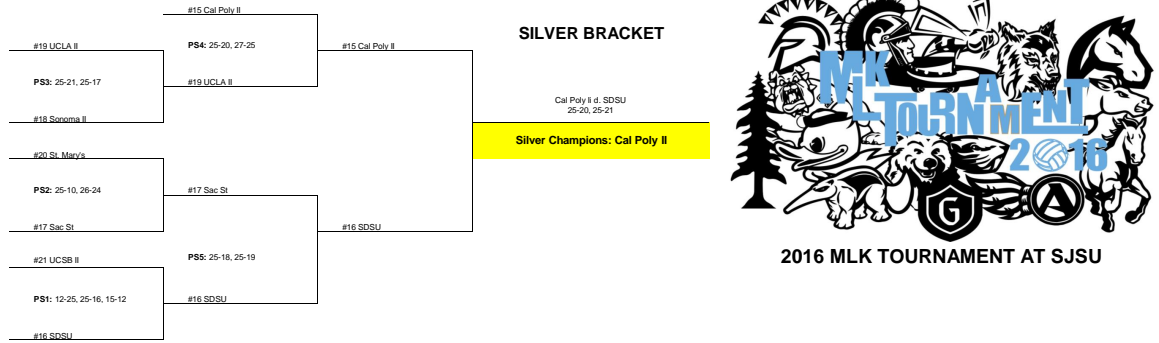 #15 Cal Poly II
#19 UCLA II
PS4: 25-20, 27-25
#15 Cal Poly II
SILVER BRACKET
PS3: 25-21, 25-17
#19 UCLA II
#18 Sonoma II
Cal Poly Ii d. SDSU
25-20, 25-21
Silver Champions: Cal Poly II
#20 St. Mary's
PS2: 25-10, 26-24
#17 Sac St
#17 Sac St
#16 SDSU
#21 UCSB II
PS5: 25-18, 25-19
PS1: 12-25, 25-16, 15-12
#16 SDSU
#16 SDSU
MLK
TOURNAMENT
2016
G
A
2016 MLK TOURNAMENT AT SJSU